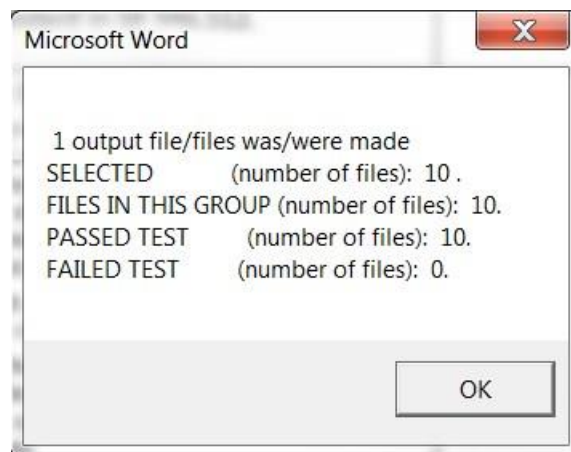 Microsoft Word
1 output file/files was/were made
SELECTED (number of files): 10 .
FILES IN THIS GROUP (number of files): 10.
PASSED TEST (number of files): 10.
FAILED TEST (number of files): 0.
OK